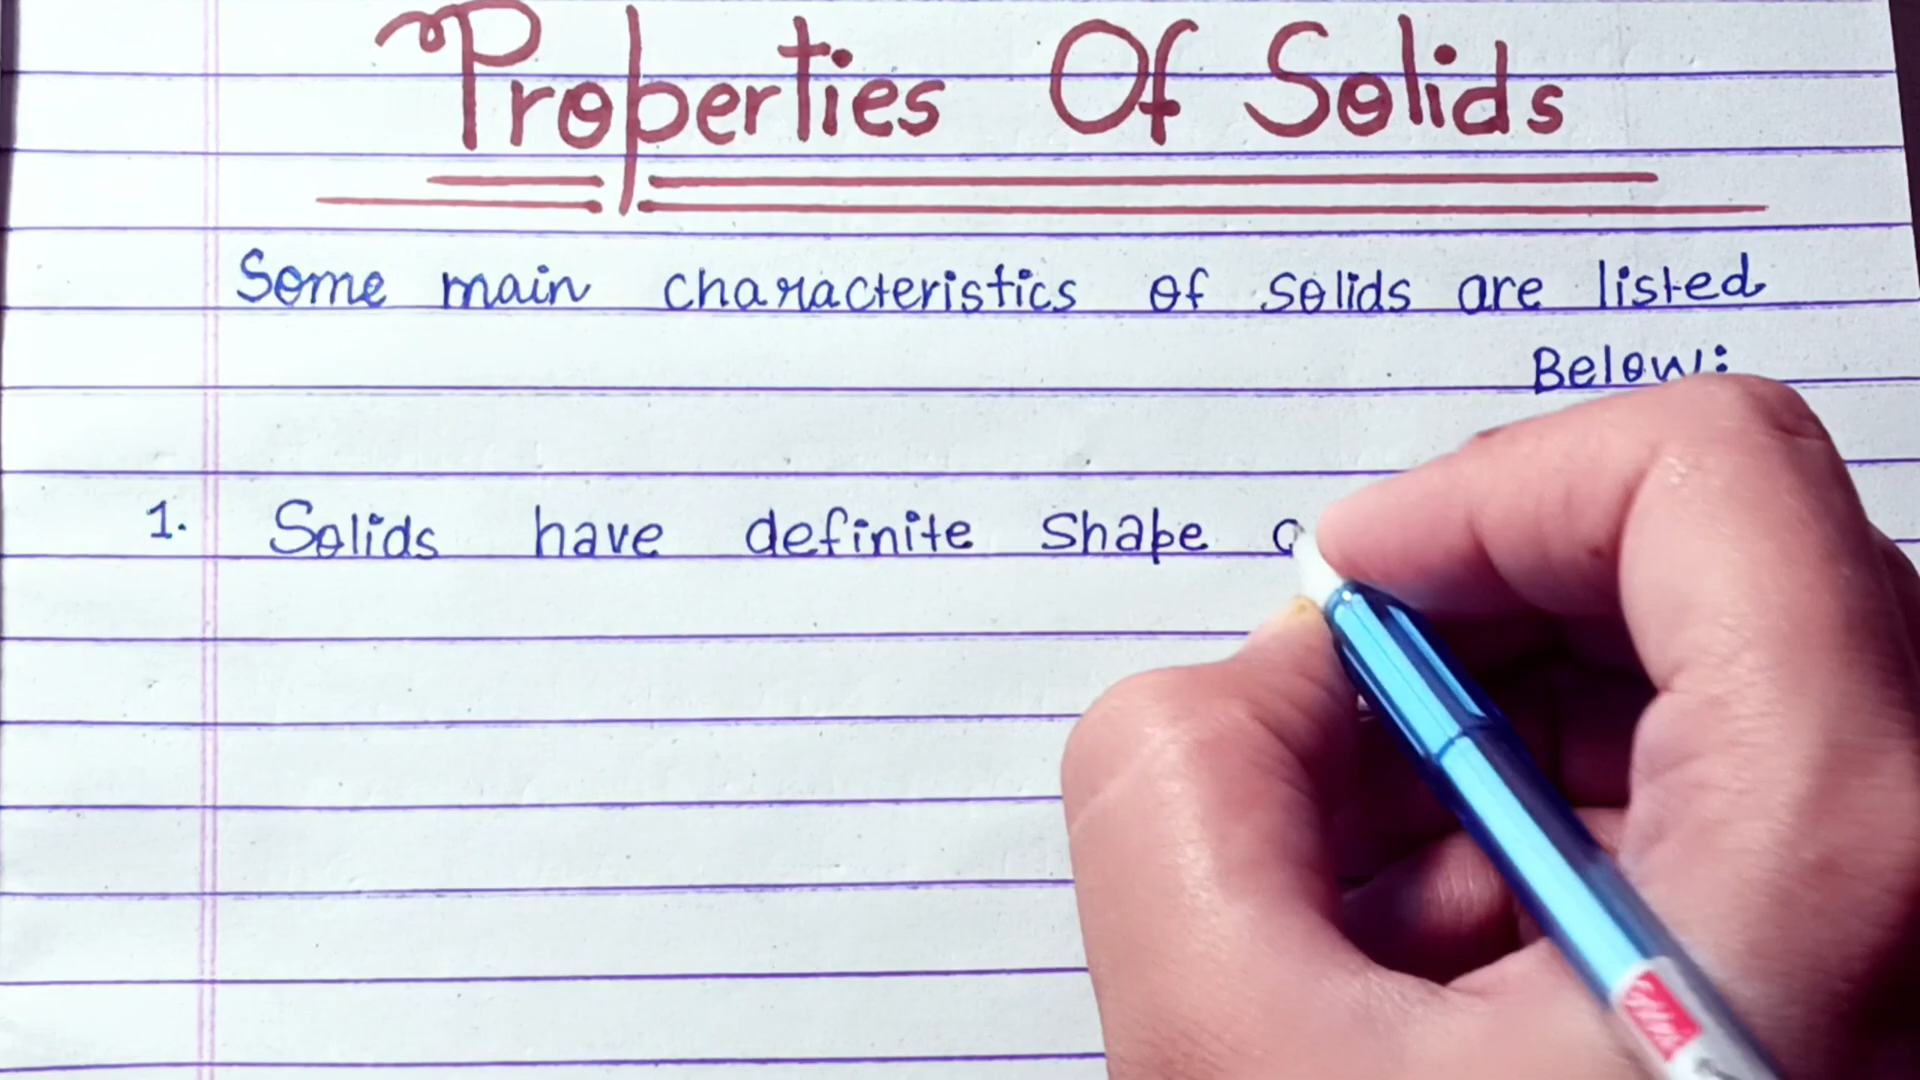 Properties Of Solids
Some main characteristics of solids are listed
Below:
1. Solids have definite shape